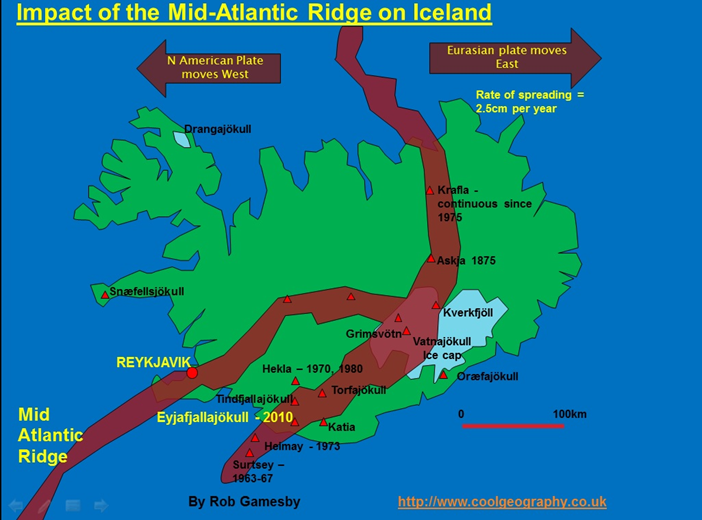 Impact of the Mid-Atlantic Ridge on Iceland
N American Plate
moves West
Eurasian plate moves
East
Rate of spreading =
2.5cm per year
Drangajökull
Krafla -
continuous since
1975
Askja 1875
Snæfellsjökull
Kverkfjöll
Grimsvötn
Vatnajökull
Ice cap
REYKJAVIK
Hekla – 1970, 1980
Oræfajökull
Torfajökull
Tindfjallajökull
Eyjafjallajökull - 2010
Katia
0 100km
Mid
Atlantic
Ridge
Helmay - 1973
Surtsey –
1963-67
By Rob Gamesby
http://www.coolgeography.co.uk